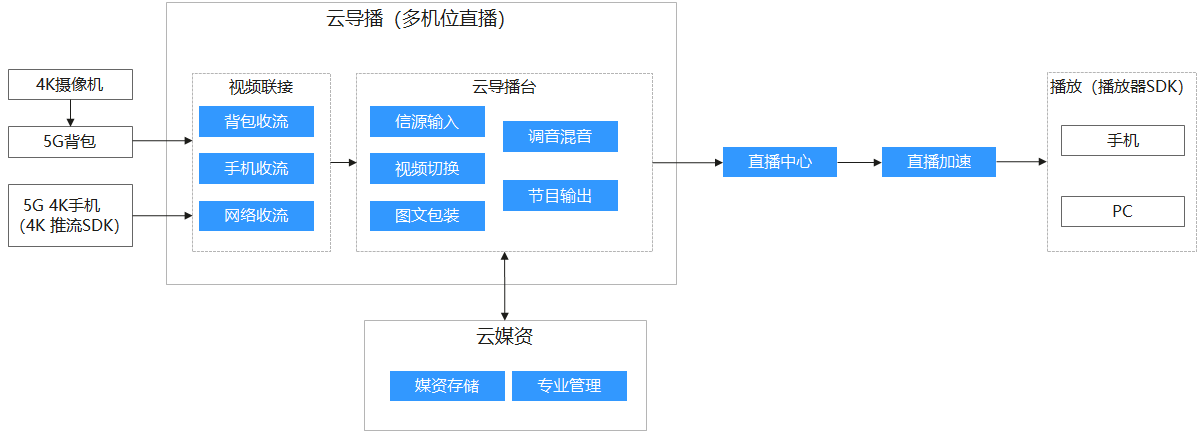 云导播（多机位直播）
4K摄像机
5G背包
5G 4K手机
（4K 推流SDK）
视频联接
背包收流
手机收流
网络收流
云导播台
信源输入
视频切换
图文包装
调音混音
节目输出
直播中心
直播加速
播放（播放器SDK）
手机
PC
云媒资
媒资存储
专业管理